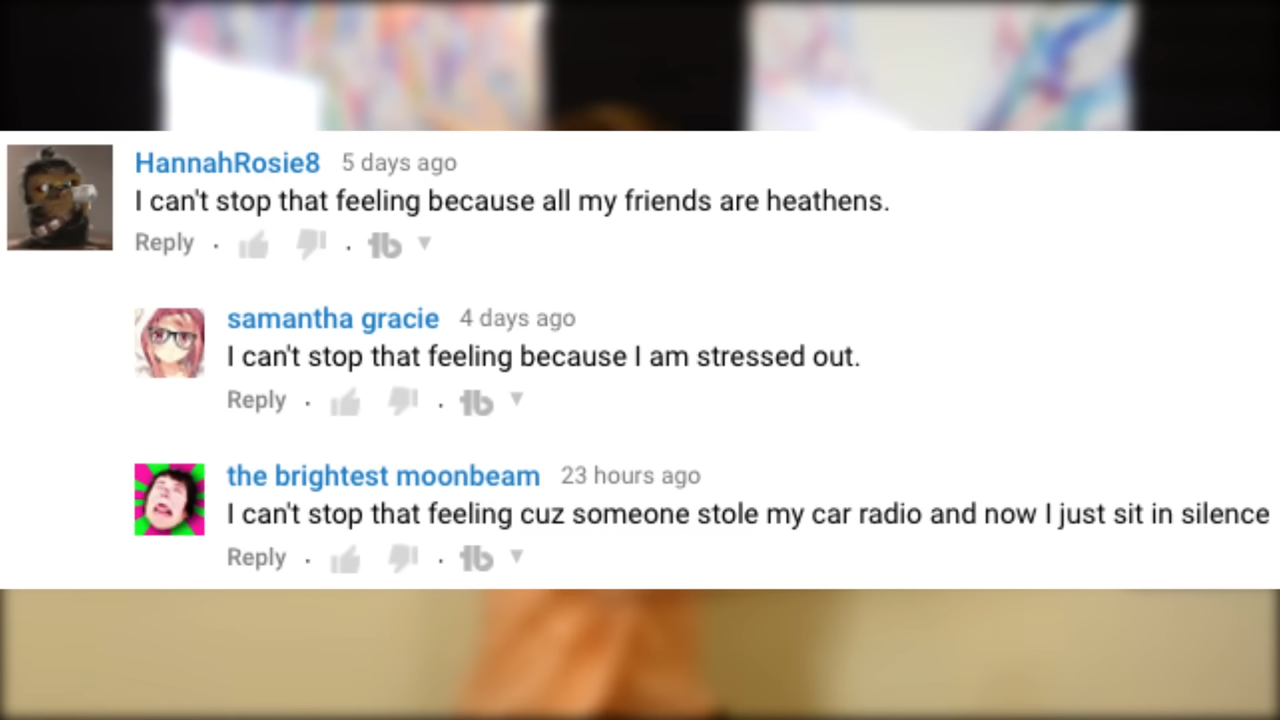 HannahRosie8 5 days ago
I can't stop that feeling because all my friends are heathens.
Reply
samantha gracie 4 days ago
I can't stop that feeling because I am stressed out.
Reply
the brightest moonbeam 23 hours ago
I can't stop that feeling cuz someone stole my car radio and now I just sit in silence
Reply